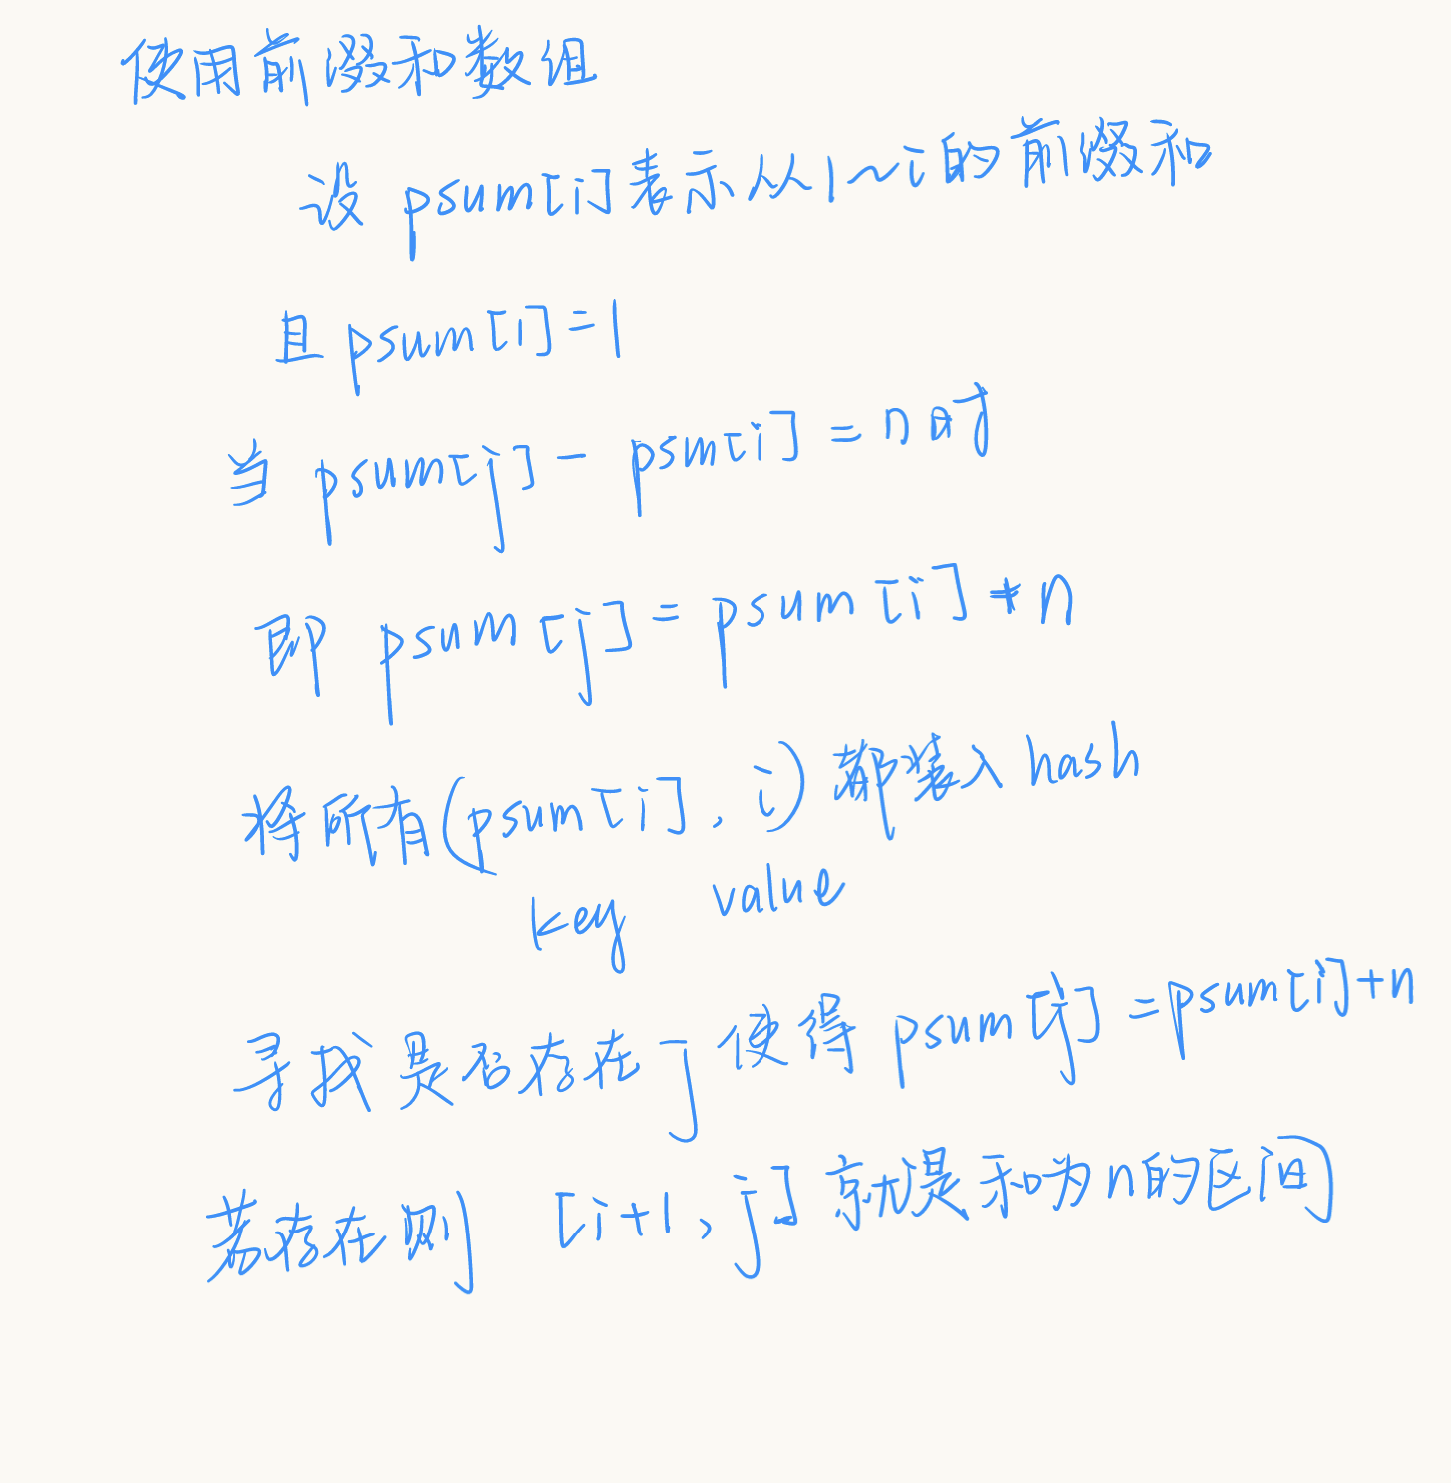 使用前缀和数组
设 psum[i]表示从1~i的前缀和
且 psum[i]=1
当 psum[j] - psm[i] = n 时
即 psum[j] = psum[i] + n
将所有(psum[i], i) 都装入 hash
key value
寻找是否存在 j 使得 psum[j] = psum[i]+n
若存在则 [i+1, j] 就是和为n的区间